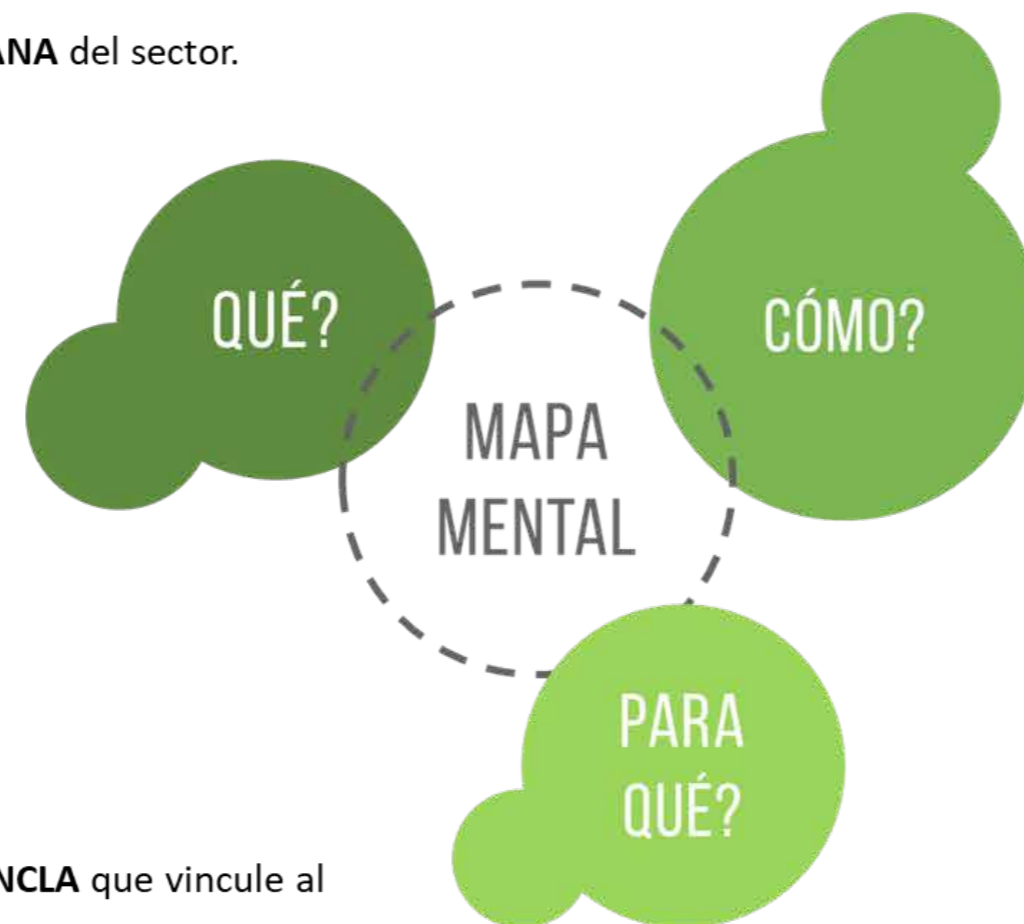 ANA del sector.
QUÉ?
CÓMO?
MAPA
MENTAL
PARA
QUÉ?
NCLA que vincule al